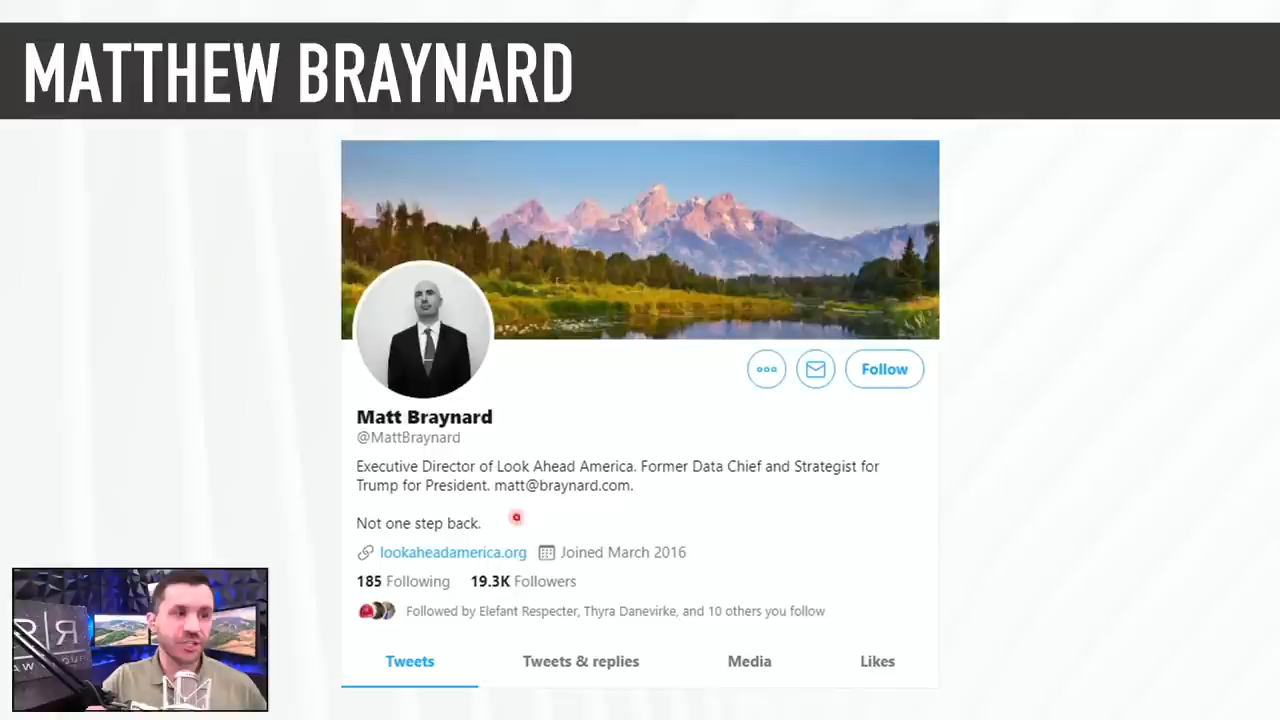 MATTHEW BRAYNARD
Follow
Matt Braynard
@MattBraynard
Executive Director of Look Ahead America. Former Data Chief and Strategist for
Trump for President. matt@braynard.com.
Not one step back.
lookaheadamerica.org Joined March 2016
185 Following 19.3K Followers
Followed by Elefant Respecter, Thyra Danevirke, and 10 others you follow
Tweets Tweets & replies Media Likes
R|R